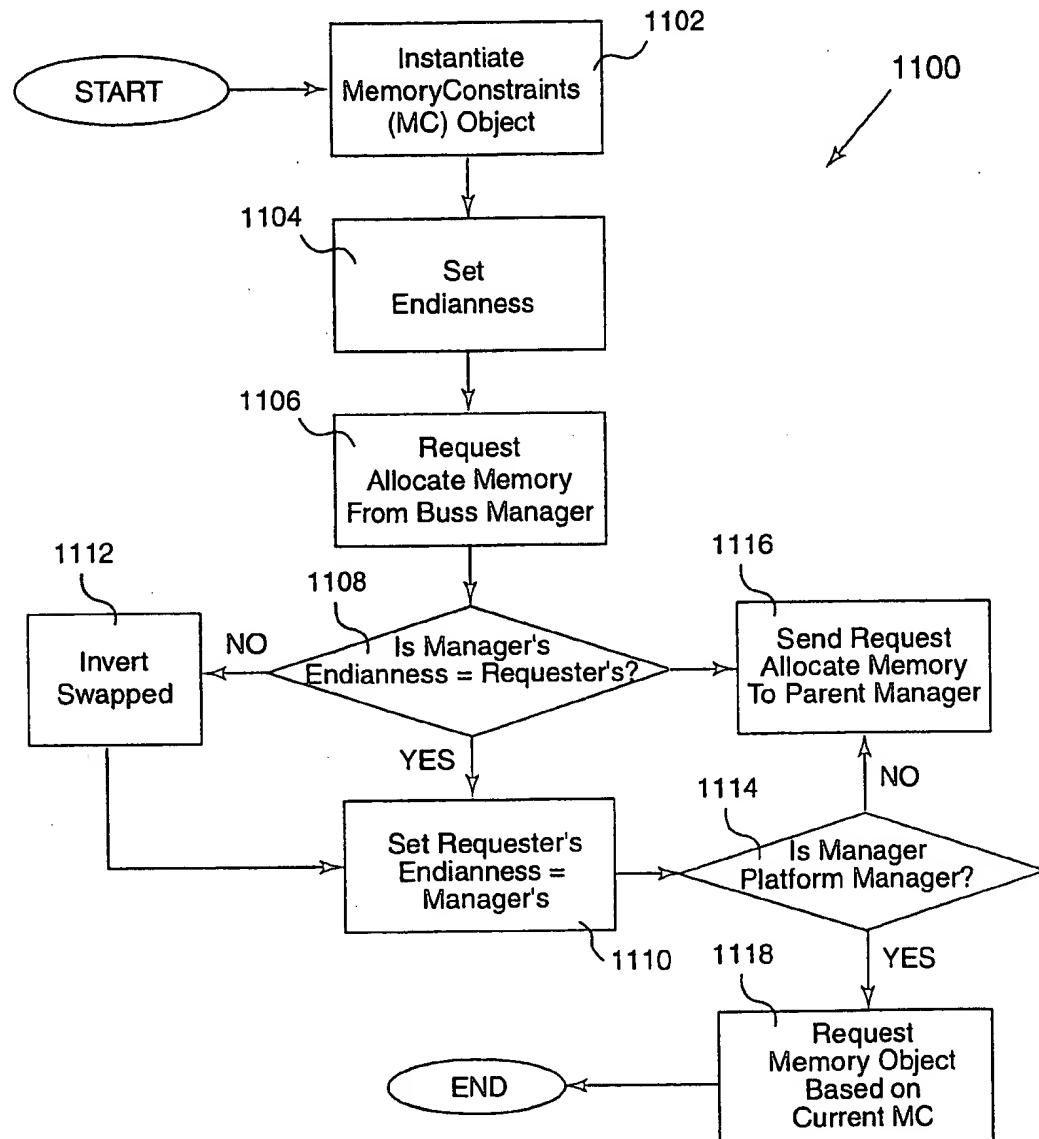 1102
START
Instantiate
MemoryConstraints
(MC) Object
1100
1104
Set
Endianness
1106
Request
Allocate Memory
From Buss Manager
1112
Invert
Swapped
NO
1108
Is Manager's
Endianness = Requester's?
YES
1116
Send Request
Allocate Memory
To Parent Manager
NO
1114
Is Manager
Platform Manager?
Set Requester's
Endianness =
Manager's
1110
YES
1118
Request
Memory Object
Based on
Current MC
END